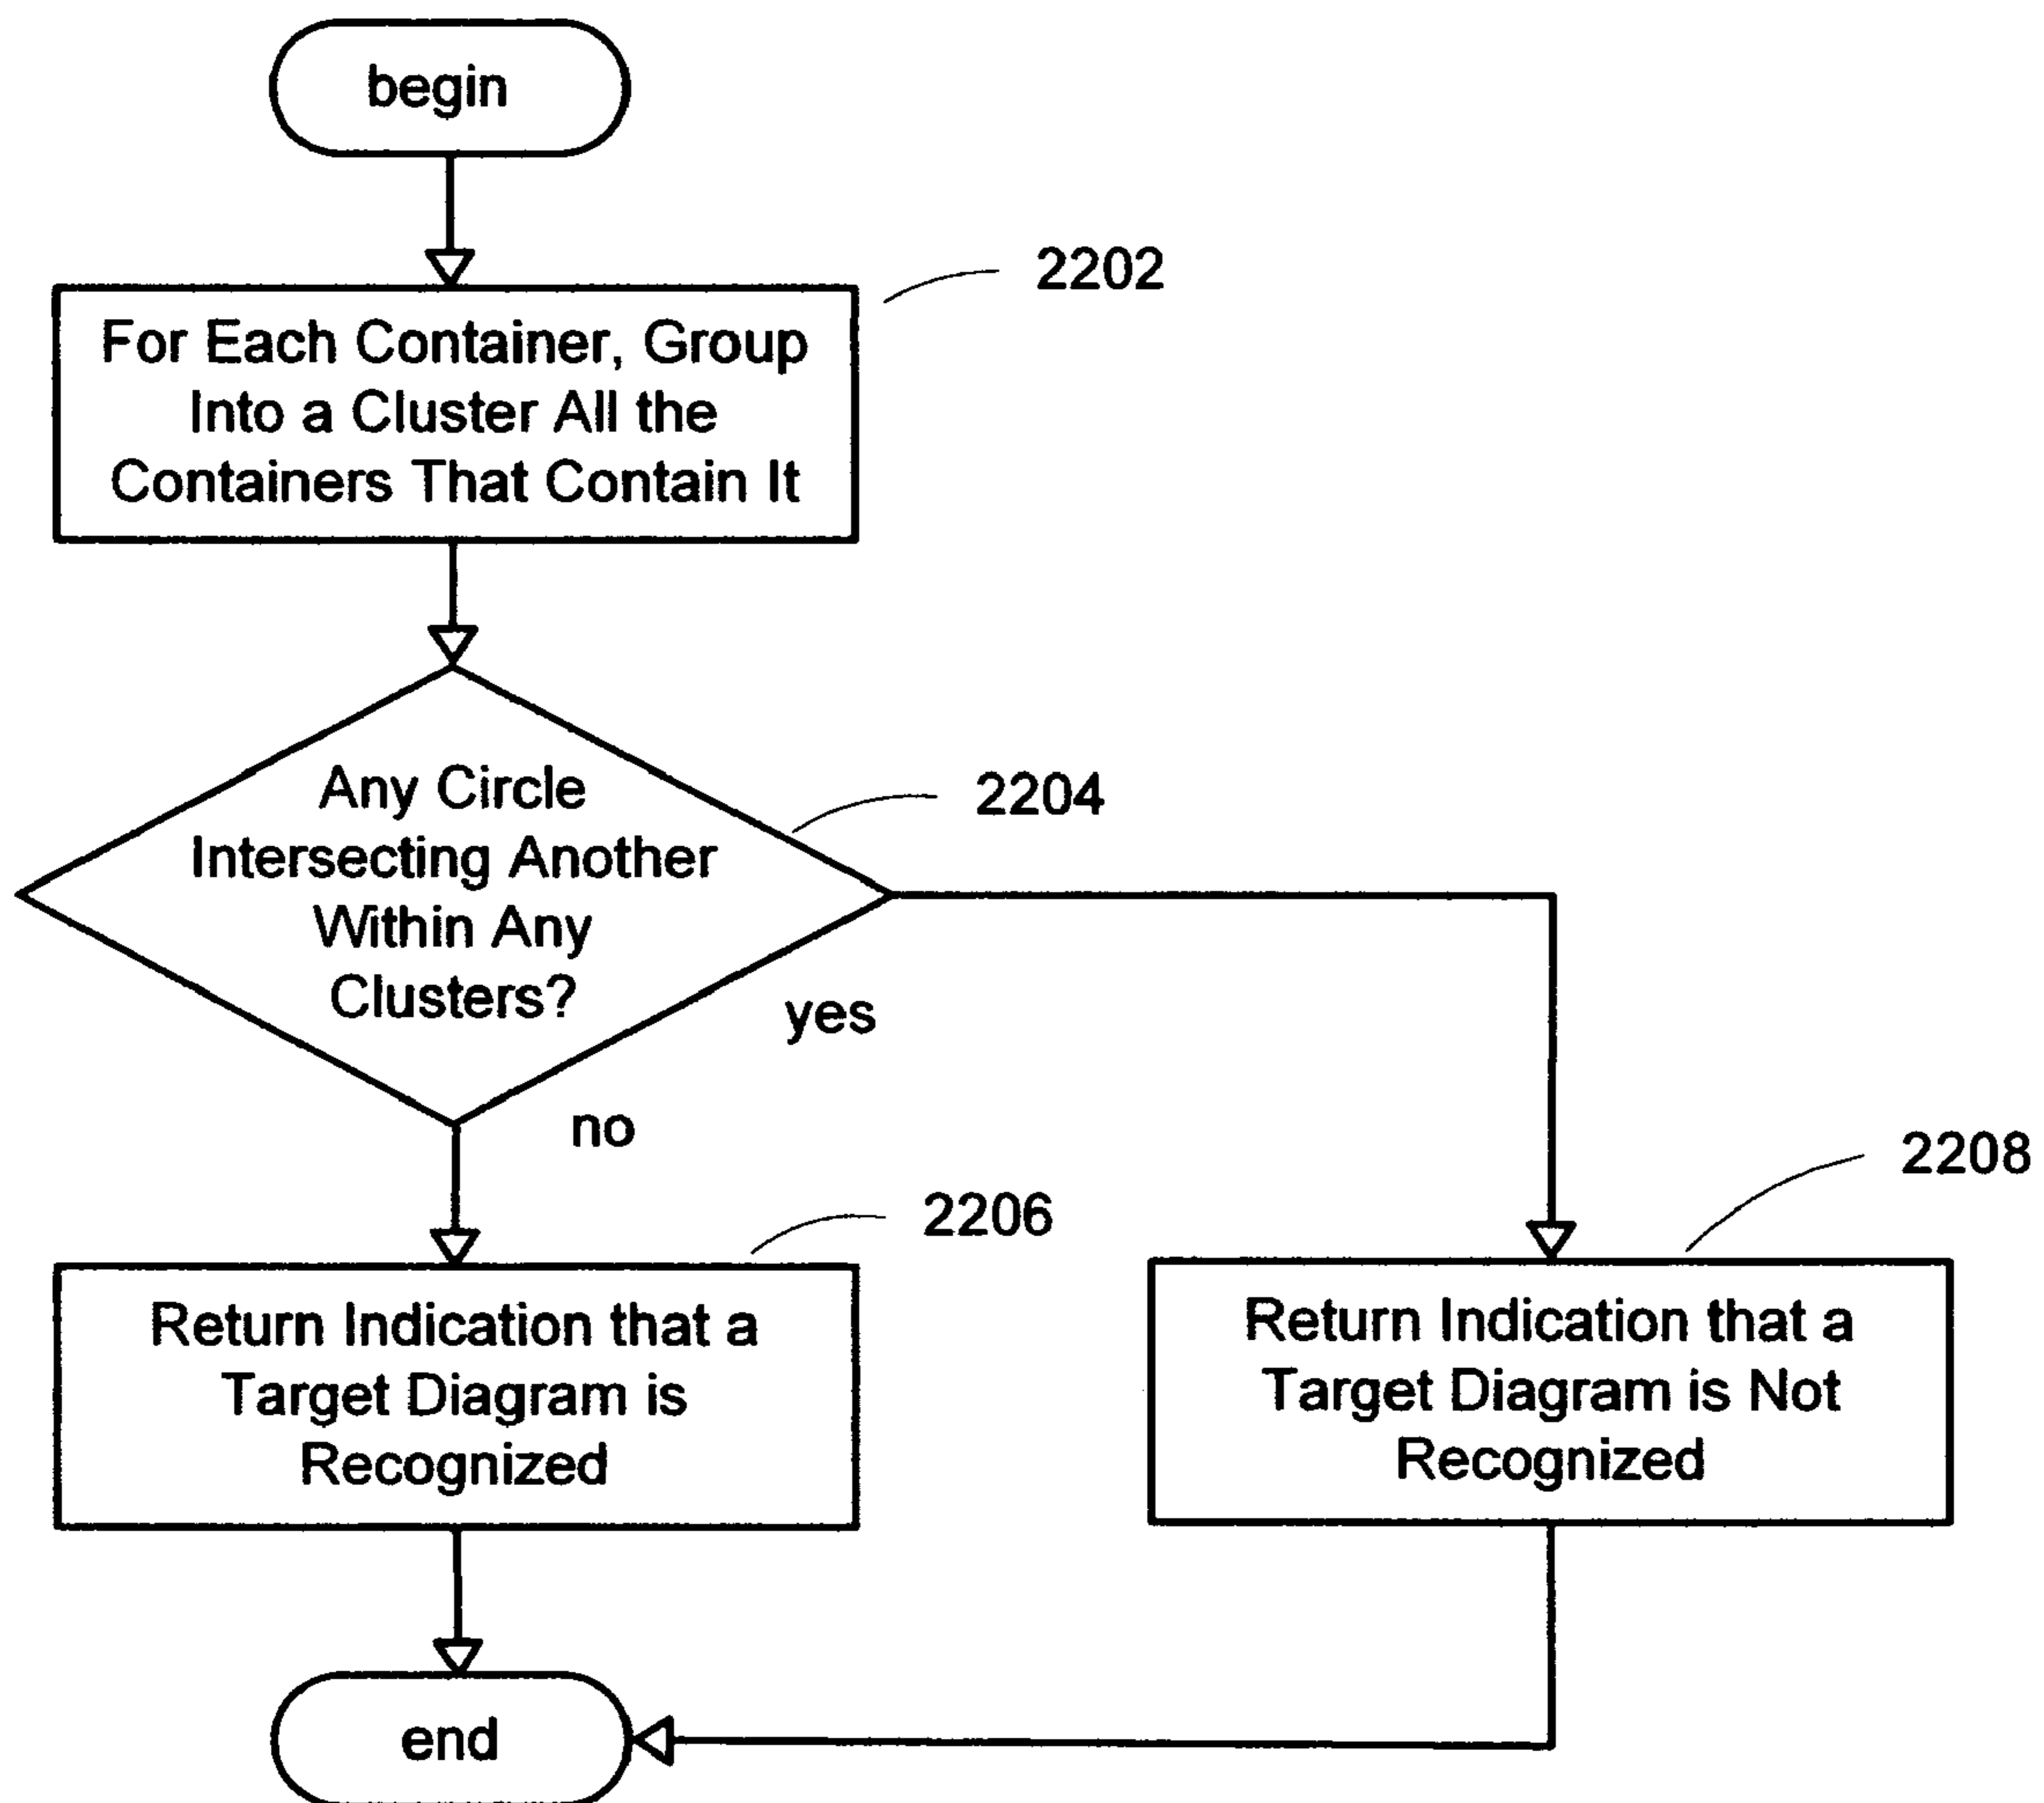 begin
2202
For Each Container, Group
Into a Cluster All the
Containers That Contain It
Any Circle
Intersecting Another
Within Any
Clusters?
2204
yes
no
2206
2208
Return Indication that a
Target Diagram is
Recognized
Return Indication that a
Target Diagram is Not
Recognized
end